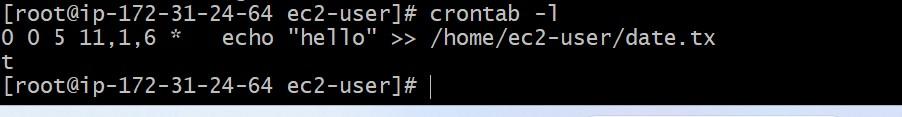 [root@ip-172-31-24-64 ec2-user]# crontab -l
0 0 5 11,1,6 *   echo "hello" >> /home/ec2-user/date.tx
t
[root@ip-172-31-24-64 ec2-user]#